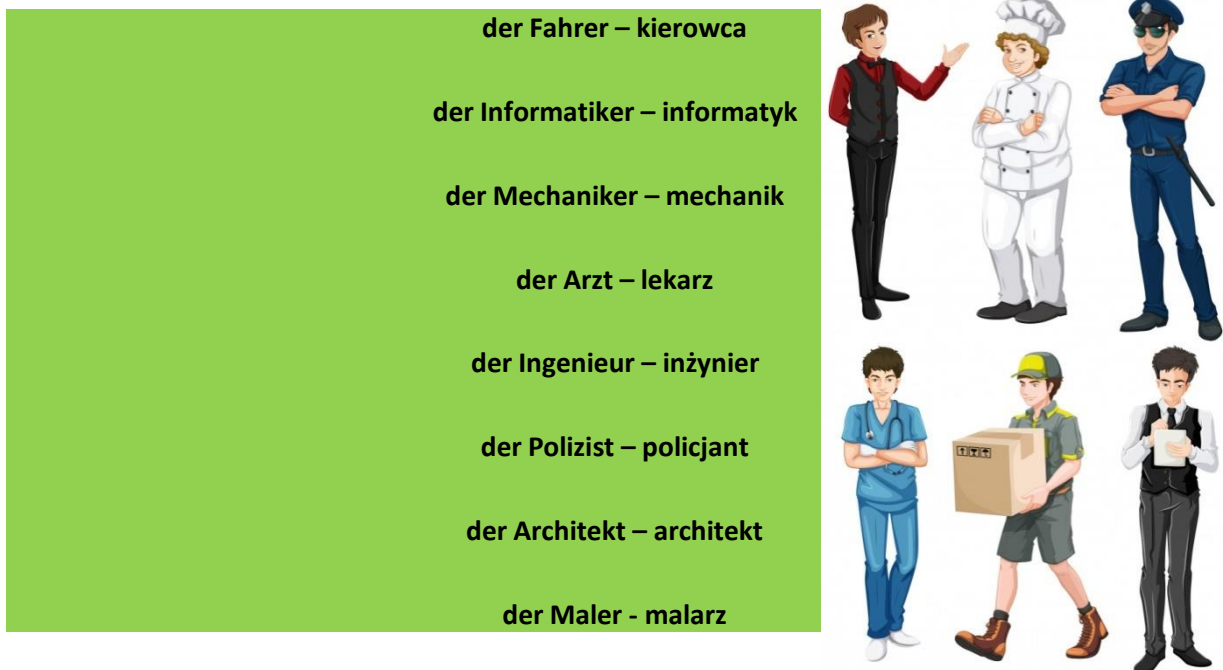 der Fahrer – kierowca
der Informatiker – informatyk
der Mechaniker – mechanik
der Arzt – lekarz
der Ingenieur – inżynier
der Polizist – policjant
der Architekt – architekt
der Maler - malarz